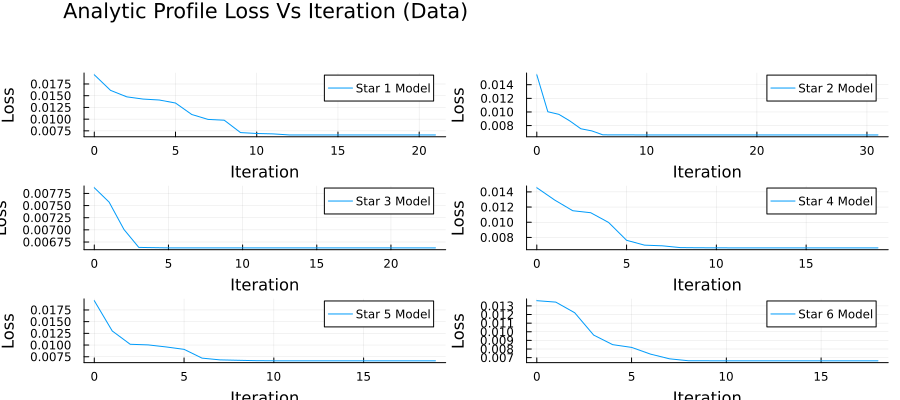 Analytic Profile Loss Vs Iteration (Data)
Loss
0.0175
0.0150
0.0125
0.0100
0.0075
0 5 10 15 20
Iteration
Star 1 Model
Loss
0.014
0.012
0.010
0.008
0 10 20 30
Iteration
Star 2 Model
Loss
0.00775
0.00750
0.00725
0.00700
0.00675
0 5 10 15 20
Iteration
Star 3 Model
Loss
0.014
0.012
0.010
0.008
0 5 10 15
Iteration
Star 4 Model
Loss
0.0175
0.0150
0.0125
0.0100
0.0075
0 5 10 15
Iteration
Star 5 Model
Loss
0.013
0.012
0.011
0.010
0.009
0.008
0.007
0 5 10 15
Iteration
Star 6 Model